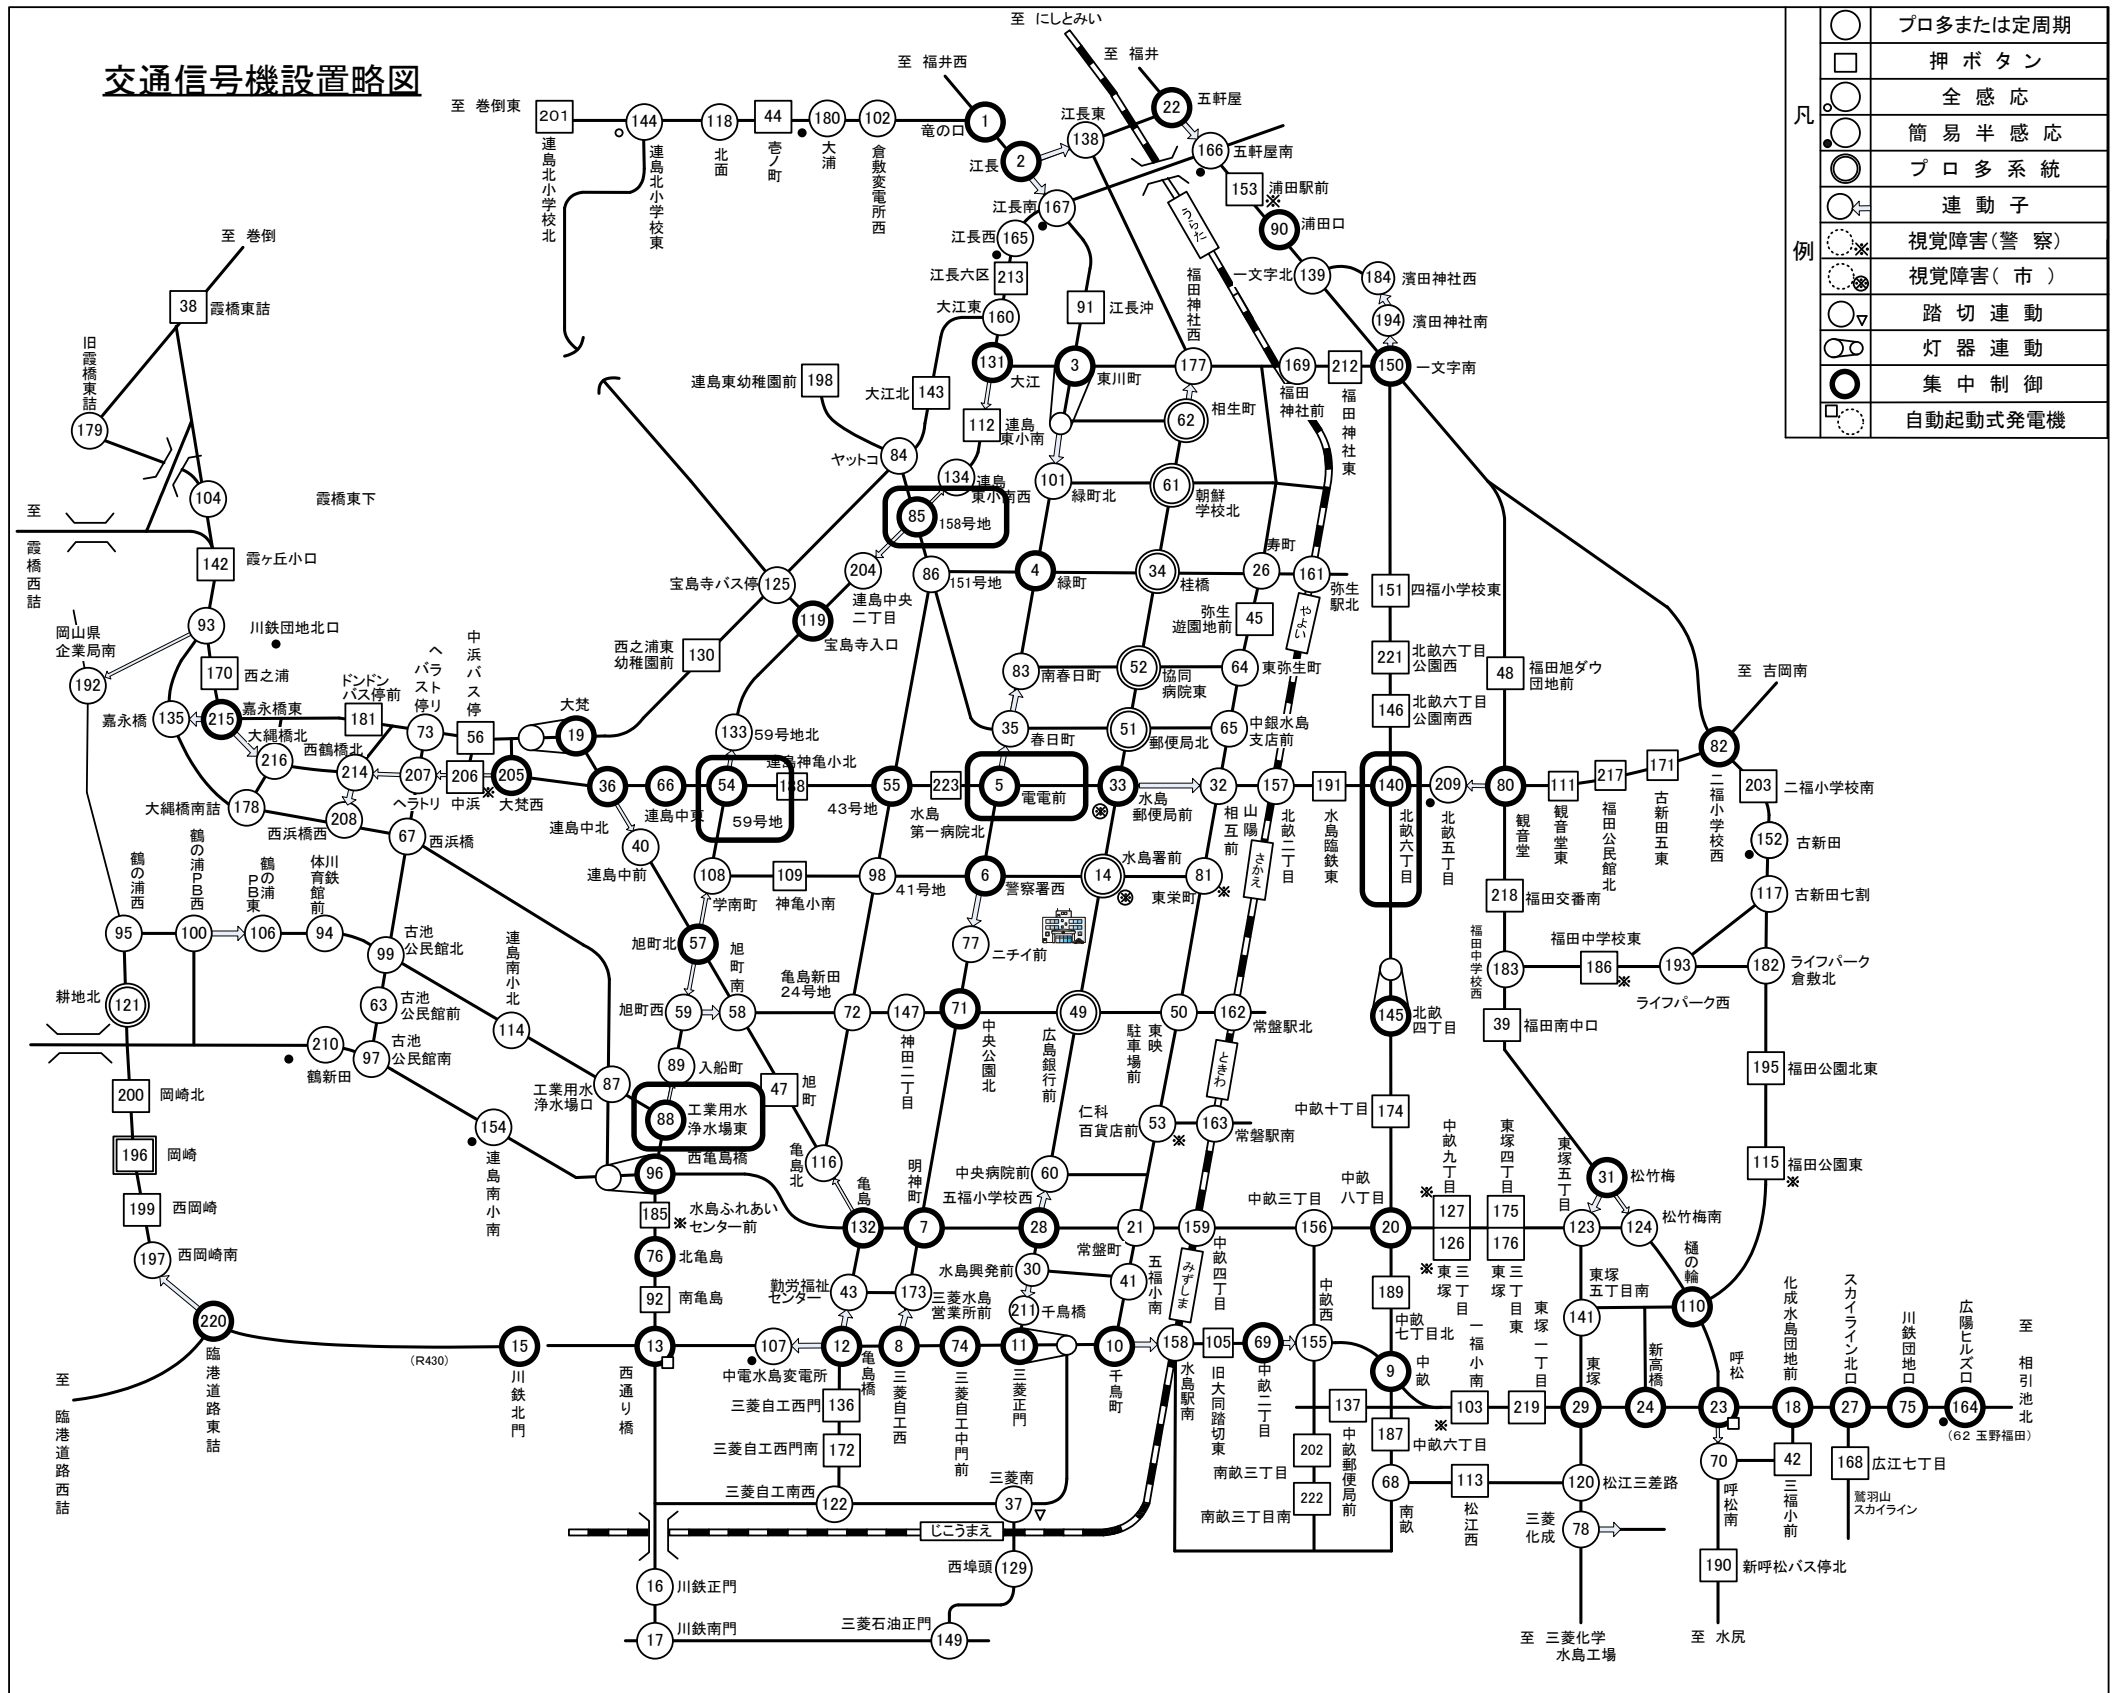 交通信号機設置略図
凡例
プロ多または定周期
押ボタン
全感応
簡易半感応
プロ多系統
連動子
視覚障害(警察)
視覚障害(市)
踏切連動
灯器連動
集中制御
自動起動式発電機
至 にしとみい
至 福井
至 福井西
至 巻倒東
201 連島北小学校北
144 連島北小学校東
118 北面
44 壱ノ町
180 大浦
102 倉敷変電所西
1 竜の口
2 江長
138 江長東
22 五軒屋
166 五軒屋南
153 浦田駅前
※
90 浦田口
うらだ
167 江長南
165 江長西
213 江長六区
160 大江東
91 江長沖
福田神社西
139 一文字北
184 濱田神社西
194 濱田神社南
至 巻倒
38 霞橋東詰
旧霞橋東詰
179
131 大江
3 東川町
177
169 福田神社前
212 福田神社東
150 一文字南
連島東幼稚園前 198
大江北 143
112 連島東小南
62 相生町
ヤットコ 84
134 連島東小南西
101 緑町北
61 朝鮮学校北
104 霞橋東下
至 霞橋西詰
85 158号地
142 霞ヶ丘小口
宝島寺バス停 125
204 連島中央二丁目
86 151号地
4 緑町
34 桂橋
26 寿町
161 弥生駅北
151 四福小学校東
119 宝島寺入口
弥生遊園地前 45
やよい
93
川鉄団地北口
岡山県企業局南
192
170 西之浦
西之浦東幼稚園前 130
83 南春日町
52 協同病院東
64 東弥生町
221 北畝六丁目公園西
48 福田旭ダウ団地前
至 吉岡南
嘉永橋 135
215 嘉永橋東
ドンドンバス停前
181
ヘバラスト停リ
73
中浜バス停
56
大梵
19
133 59号地北
35 春日町
51 郵便局北
65 中銀水島支店前
146 北畝六丁目公園南西
82 二福小学校西
大縄橋北
216
西鶴橋北
214
207 ヘラトリ
206 中浜
※
205 大梵西
36 連島中北
66 連島中東
54 59号地
連島神亀小北
188
55 43号地
223 水島第一病院北
5 電電前
33 水島郵便局前
32 相互前
山陽
157 北畝二丁目
191 水島臨鉄東
140 北畝六丁目
209 北畝五丁目
80 観音堂
111 観音堂東
217 福田公民館北
171 古新田五東
203 二福小学校南
大縄橋南詰 178
西浜橋西 208
67 西浜橋
40 連島中前
152 古新田
108 学南町
109 神亀小南
98 41号地
6 警察署西
14 水島署前
81 東栄町
※
さかえ
218 福田交番南
117 古新田七割
鶴の浦西
95
鶴の浦PB西
100
鶴の浦PB東
106
川鉄体育館前
94
99 古池公民館北
連島南小北
114
旭町北 57
77 ニチイ前
福田中学校西
183
福田中学校東
186
※
193 ライフパーク西
182 ライフパーク倉敷北
耕地北 121
63 古池公民館前
旭町西 59
旭町南
58
亀島新田24号地
72
147 神田二丁目
71 中央公園北
49 広島銀行前
50 東映駐車場前
162 常盤駅北
145 北畝四丁目
39 福田南中口
210 鶴新田
97 古池公民館南
89 入船町
工業用水浄水場口
87
88 工業用水浄水場東
47 旭町
ときわ
195 福田公園北東
200 岡崎北
154 連島南小南
仁科百貨店前 53
※
163 常盤駅南
中畝十丁目 174
196 岡崎
96 西亀島橋
116 亀島北
中央病院前 60
31 松竹梅
115 福田公園東
※
199 西岡崎
185 水島ふれあいセンター前
※
亀島
132
明神町
7
五福小学校西
28
21 常盤町
159 中畝四丁目
中畝三丁目
156
中畝八丁目
20
中畝九丁目
※
127
126
※
東塚三丁目
東塚四丁目
175
176
東塚三丁目東
東塚五丁目
123
124 松竹梅南
197 西岡崎南
76 北亀島
水島興発前 30
41 五福小南
みずしま
92 南亀島
勤労福祉センター 43
173 三菱水島営業所前
211 千鳥橋
中畝西
189 中畝七丁目北
141 東塚五丁目南
樋の輪
110
220 臨港道路東詰
(R430)
15 川鉄北門
13 西通り橋
107 中電水島変電所
12 亀島橋
8 三菱自工西
74 三菱自工中門前
11 三菱正門
10 千鳥町
158 水島駅南
105 旧大同踏切東
69 中畝二丁目
155
9 中畝
至 臨港道路西詰
三菱自工西門 136
三菱自工西門南 172
三菱自工南西 122
三菱南
37
137 中畝郵便局前
187 中畝六丁目
一福小南
※
103
東塚一丁目
219
29 東塚
24 新高橋
23 呼松
18 化成水島団地前
27 スカイライン北口
75 川鉄団地口
164 広陽ヒルズ口
(62 玉野福田)
至 相引池北
202 南畝三丁目
222 南畝三丁目南
68 南畝
113 松江西
120 松江三差路
70 呼松南
42 三福小前
168 広江七丁目
鷲羽山スカイライン
じこうまえ
三菱化成 78
西埠頭 129
190 新呼松バス停北
16 川鉄正門
17 川鉄南門
三菱石油正門 149
至 三菱化学水島工場
至 水尻